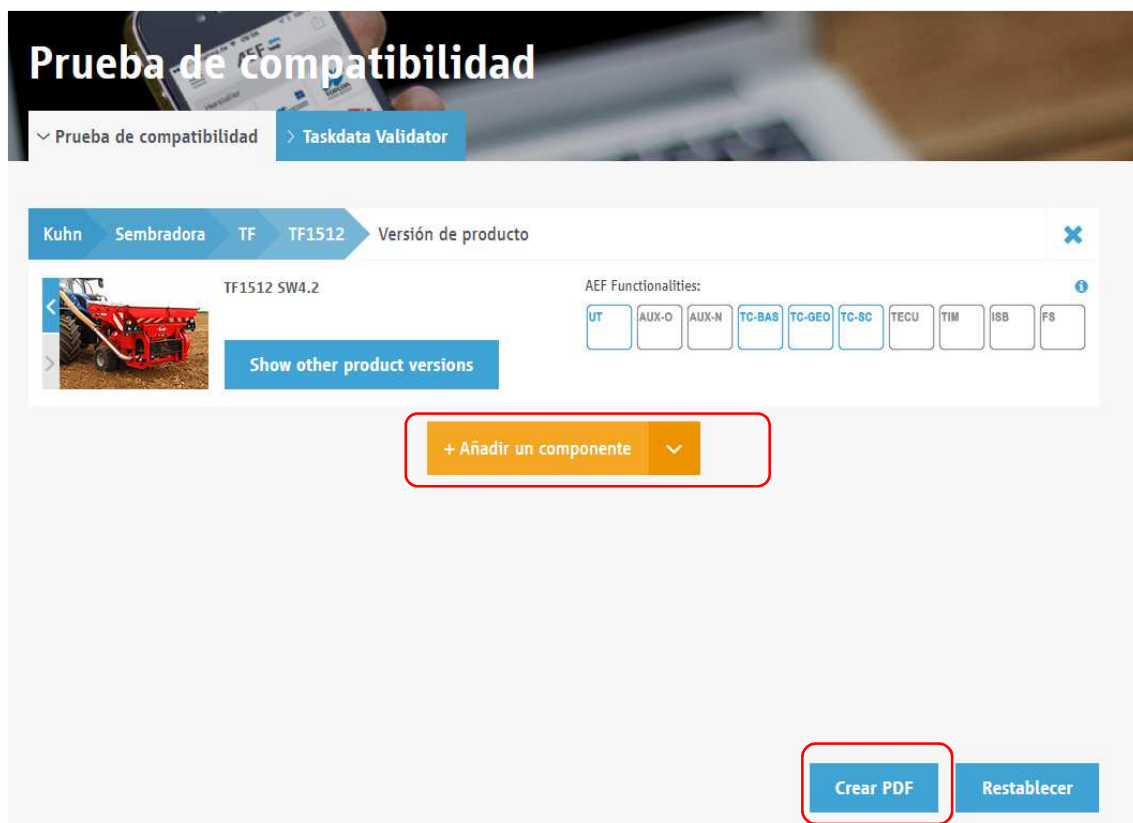 Prueba de compatibilidad
Prueba de compatibilidad
Taskdata Validator
Kuhn Sembradora TF TF1512 Versión de producto
TF1512 SW4.2
AEF Functionalities:
UT AUX-O AUX-N TC-BAS TC-GEO TC-SC TECU TIM ISB FS
Show other product versions
+ Añadir un componente
Crear PDF
Restablecer